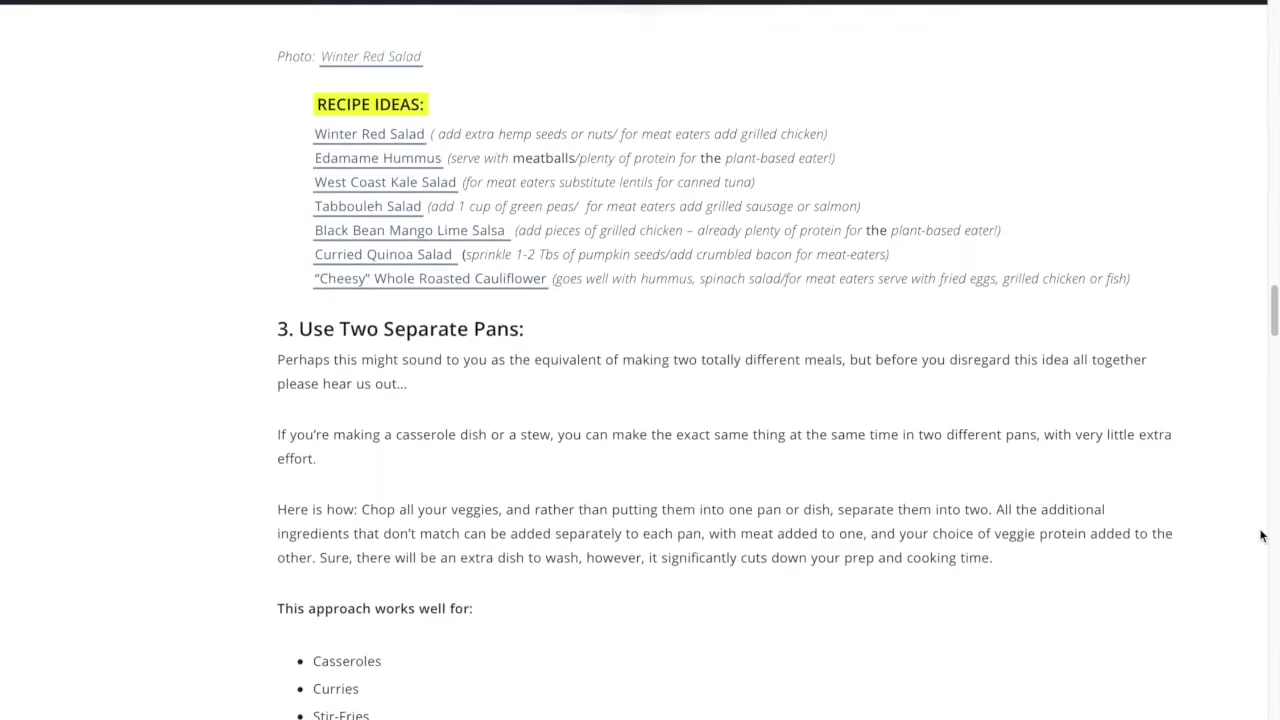 Photo: Winter Red Salad
RECIPE IDEAS:
Winter Red Salad ( add extra hemp seeds or nuts/ for meat eaters add grilled chicken)
Edamame Hummus (serve with meatballs/plenty of protein for the plant-based eater!)
West Coast Kale Salad (for meat eaters substitute lentils for canned tuna)
Tabbouleh Salad (add 1 cup of green peas/ for meat eaters add grilled sausage or salmon)
Black Bean Mango Lime Salsa (add pieces of grilled chicken – already plenty of protein for the plant-based eater!)
Curried Quinoa Salad (sprinkle 1-2 Tbs of pumpkin seeds/add crumbled bacon for meat-eaters)
“Cheesy” Whole Roasted Cauliflower (goes well with hummus, spinach salad/for meat eaters serve with fried eggs, grilled chicken or fish)
3. Use Two Separate Pans:
Perhaps this might sound to you as the equivalent of making two totally different meals, but before you disregard this idea all together
please hear us out…
If you’re making a casserole dish or a stew, you can make the exact same thing at the same time in two different pans, with very little extra
effort.
Here is how: Chop all your veggies, and rather than putting them into one pan or dish, separate them into two. All the additional
ingredients that don’t match can be added separately to each pan, with meat added to one, and your choice of veggie protein added to the
other. Sure, there will be an extra dish to wash, however, it significantly cuts down your prep and cooking time.
This approach works well for:
• Casseroles
• Curries
• Stir-Fries